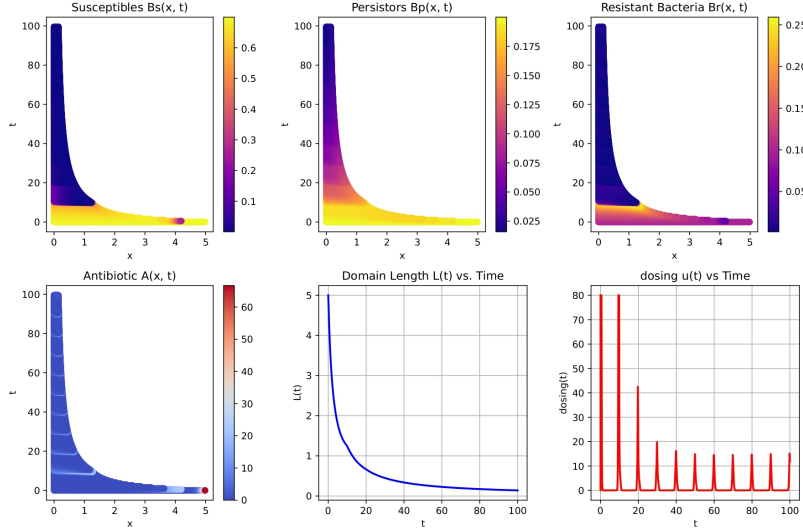 Susceptibles Bs(x, t)
100
80
60
40
20
0
t
0 1 2 3 4 5
x
0.6
0.5
0.4
0.3
0.2
0.1
Persistors Bp(x, t)
100
80
60
40
20
0
t
0 1 2 3 4 5
x
0.175
0.150
0.125
0.100
0.075
0.050
0.025
Resistant Bacteria Br(x, t)
100
80
60
40
20
0
t
0 1 2 3 4 5
x
0.25
0.20
0.15
0.10
0.05
Antibiotic A(x, t)
100
80
60
40
20
0
t
0 1 2 3 4 5
x
60
50
40
30
20
10
0
Domain Length L(t) vs. Time
5
4
3
2
1
0
L(t)
0 20 40 60 80 100
t
dosing u(t) vs Time
80
70
60
50
40
30
20
10
0
dosing(t)
0 20 40 60 80 100
t